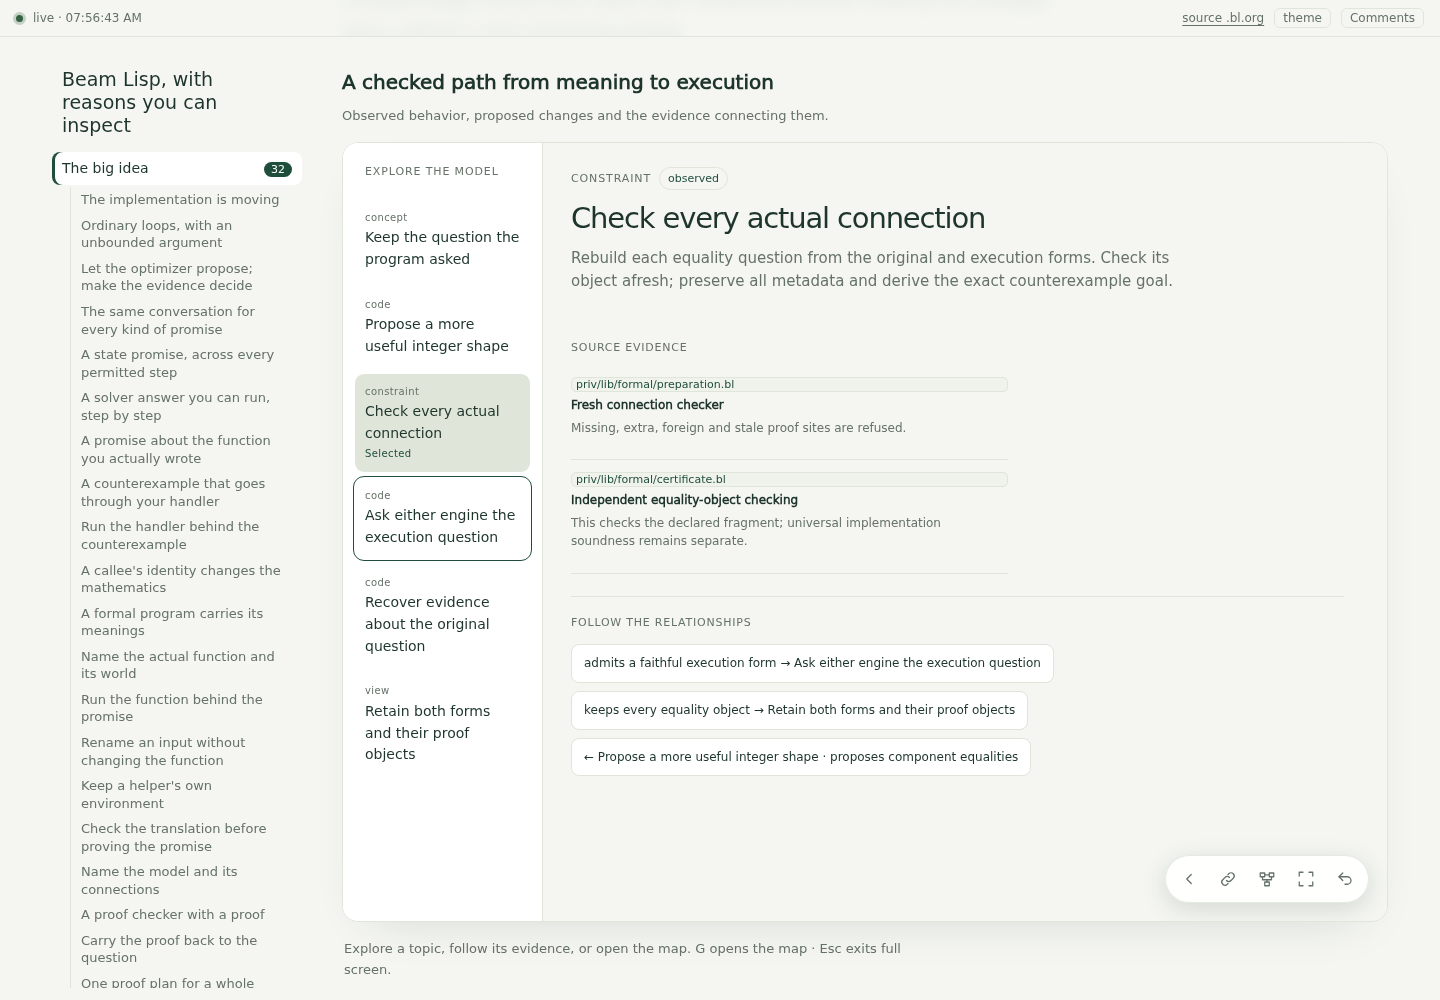 live · 07:56:43 AM
source .bl.org
theme
Comments
Beam Lisp, with
reasons you can
inspect
The big idea
32
The implementation is moving
Ordinary loops, with an
unbounded argument
Let the optimizer propose;
make the evidence decide
The same conversation for
every kind of promise
A state promise, across every
permitted step
A solver answer you can run,
step by step
A promise about the function
you actually wrote
A counterexample that goes
through your handler
Run the handler behind the
counterexample
A callee's identity changes the
mathematics
A formal program carries its
meanings
Name the actual function and
its world
Run the function behind the
promise
Rename an input without
changing the function
Keep a helper's own
environment
Check the translation before
proving the promise
Name the model and its
connections
A proof checker with a proof
Carry the proof back to the
question
One proof plan for a whole
A checked path from meaning to execution
Observed behavior, proposed changes and the evidence connecting them.
EXPLORE THE MODEL
concept
Keep the question the
program asked
code
Propose a more
useful integer shape
constraint
Check every actual
connection
Selected
code
Ask either engine the
execution question
code
Recover evidence
about the original
question
view
Retain both forms
and their proof
objects
CONSTRAINT
observed
Check every actual connection
Rebuild each equality question from the original and execution forms. Check its
object afresh; preserve all metadata and derive the exact counterexample goal.
SOURCE EVIDENCE
priv/lib/formal/preparation.bl
Fresh connection checker
Missing, extra, foreign and stale proof sites are refused.
priv/lib/formal/certificate.bl
Independent equality-object checking
This checks the declared fragment; universal implementation
soundness remains separate.
FOLLOW THE RELATIONSHIPS
admits a faithful execution form → Ask either engine the execution question
keeps every equality object → Retain both forms and their proof objects
← Propose a more useful integer shape · proposes component equalities
Explore a topic, follow its evidence, or open the map. G opens the map · Esc exits full
screen.